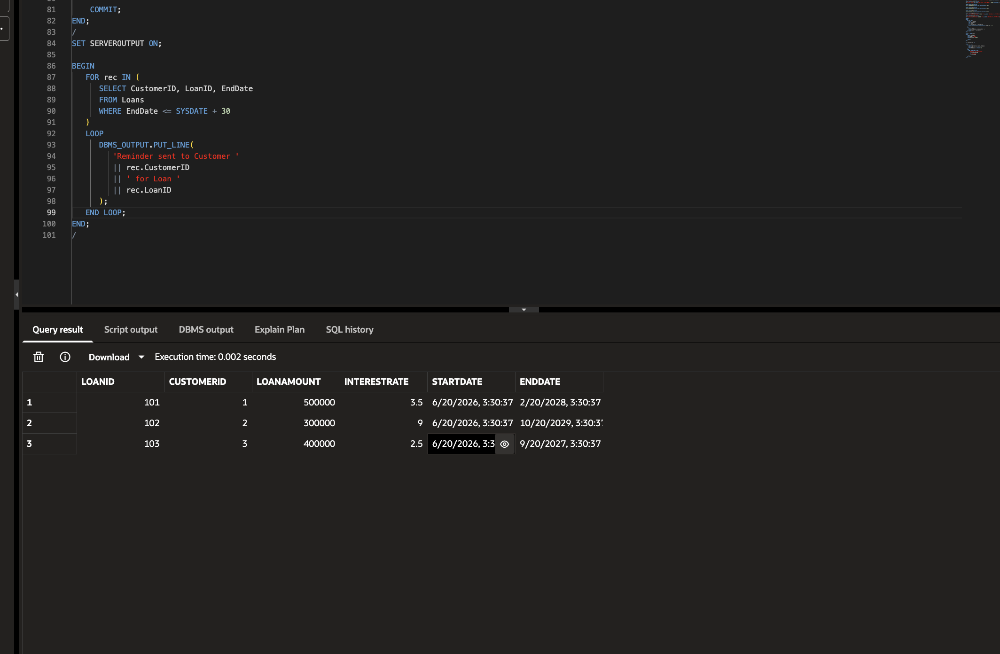 81 COMMIT;
82 END;
83 /
84 SET SERVEROUTPUT ON;
85
86 BEGIN
87 FOR rec IN (
88 SELECT CustomerID, LoanID, EndDate
89 FROM Loans
90 WHERE EndDate <= SYSDATE + 30
91 )
92 LOOP
93 DBMS_OUTPUT.PUT_LINE(
94 'Reminder sent to Customer '
95 || rec.CustomerID
96 || ' for Loan '
97 || rec.LoanID
98 );
99 END LOOP;
100 END;
101 /
Query result Script output DBMS output Explain Plan SQL history
Download Execution time: 0.002 seconds
LOANID CUSTOMERID LOANAMOUNT INTERESTRATE STARTDATE ENDDATE
1 101 1 500000 3.5 6/20/2026, 3:30:37 2/20/2028, 3:30:37
2 102 2 300000 9 6/20/2026, 3:30:37 10/20/2029, 3:30:37
3 103 3 400000 2.5 6/20/2026, 3:3 9/20/2027, 3:30:37